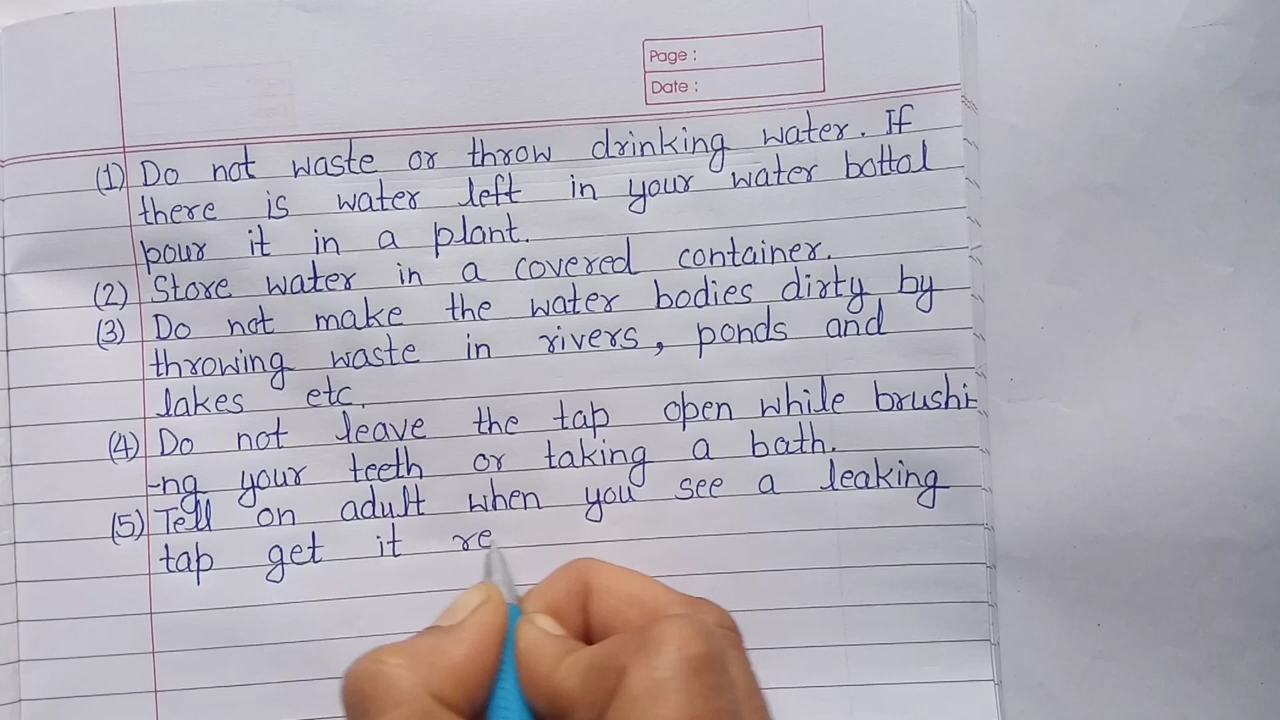 Page :
Date :
(1) Do not waste or throw drinking water. If
there is water left in your water bottol
pour it in a plant.
(2) Store water in a covered container.
(3) Do not make the water bodies dirty by
throwing waste in rivers, ponds and
lakes etc.
(4) Do not leave the tap open while brushi
-ng your teeth or taking a bath.
(5) Tell on adult when you see a leaking
tap get it re